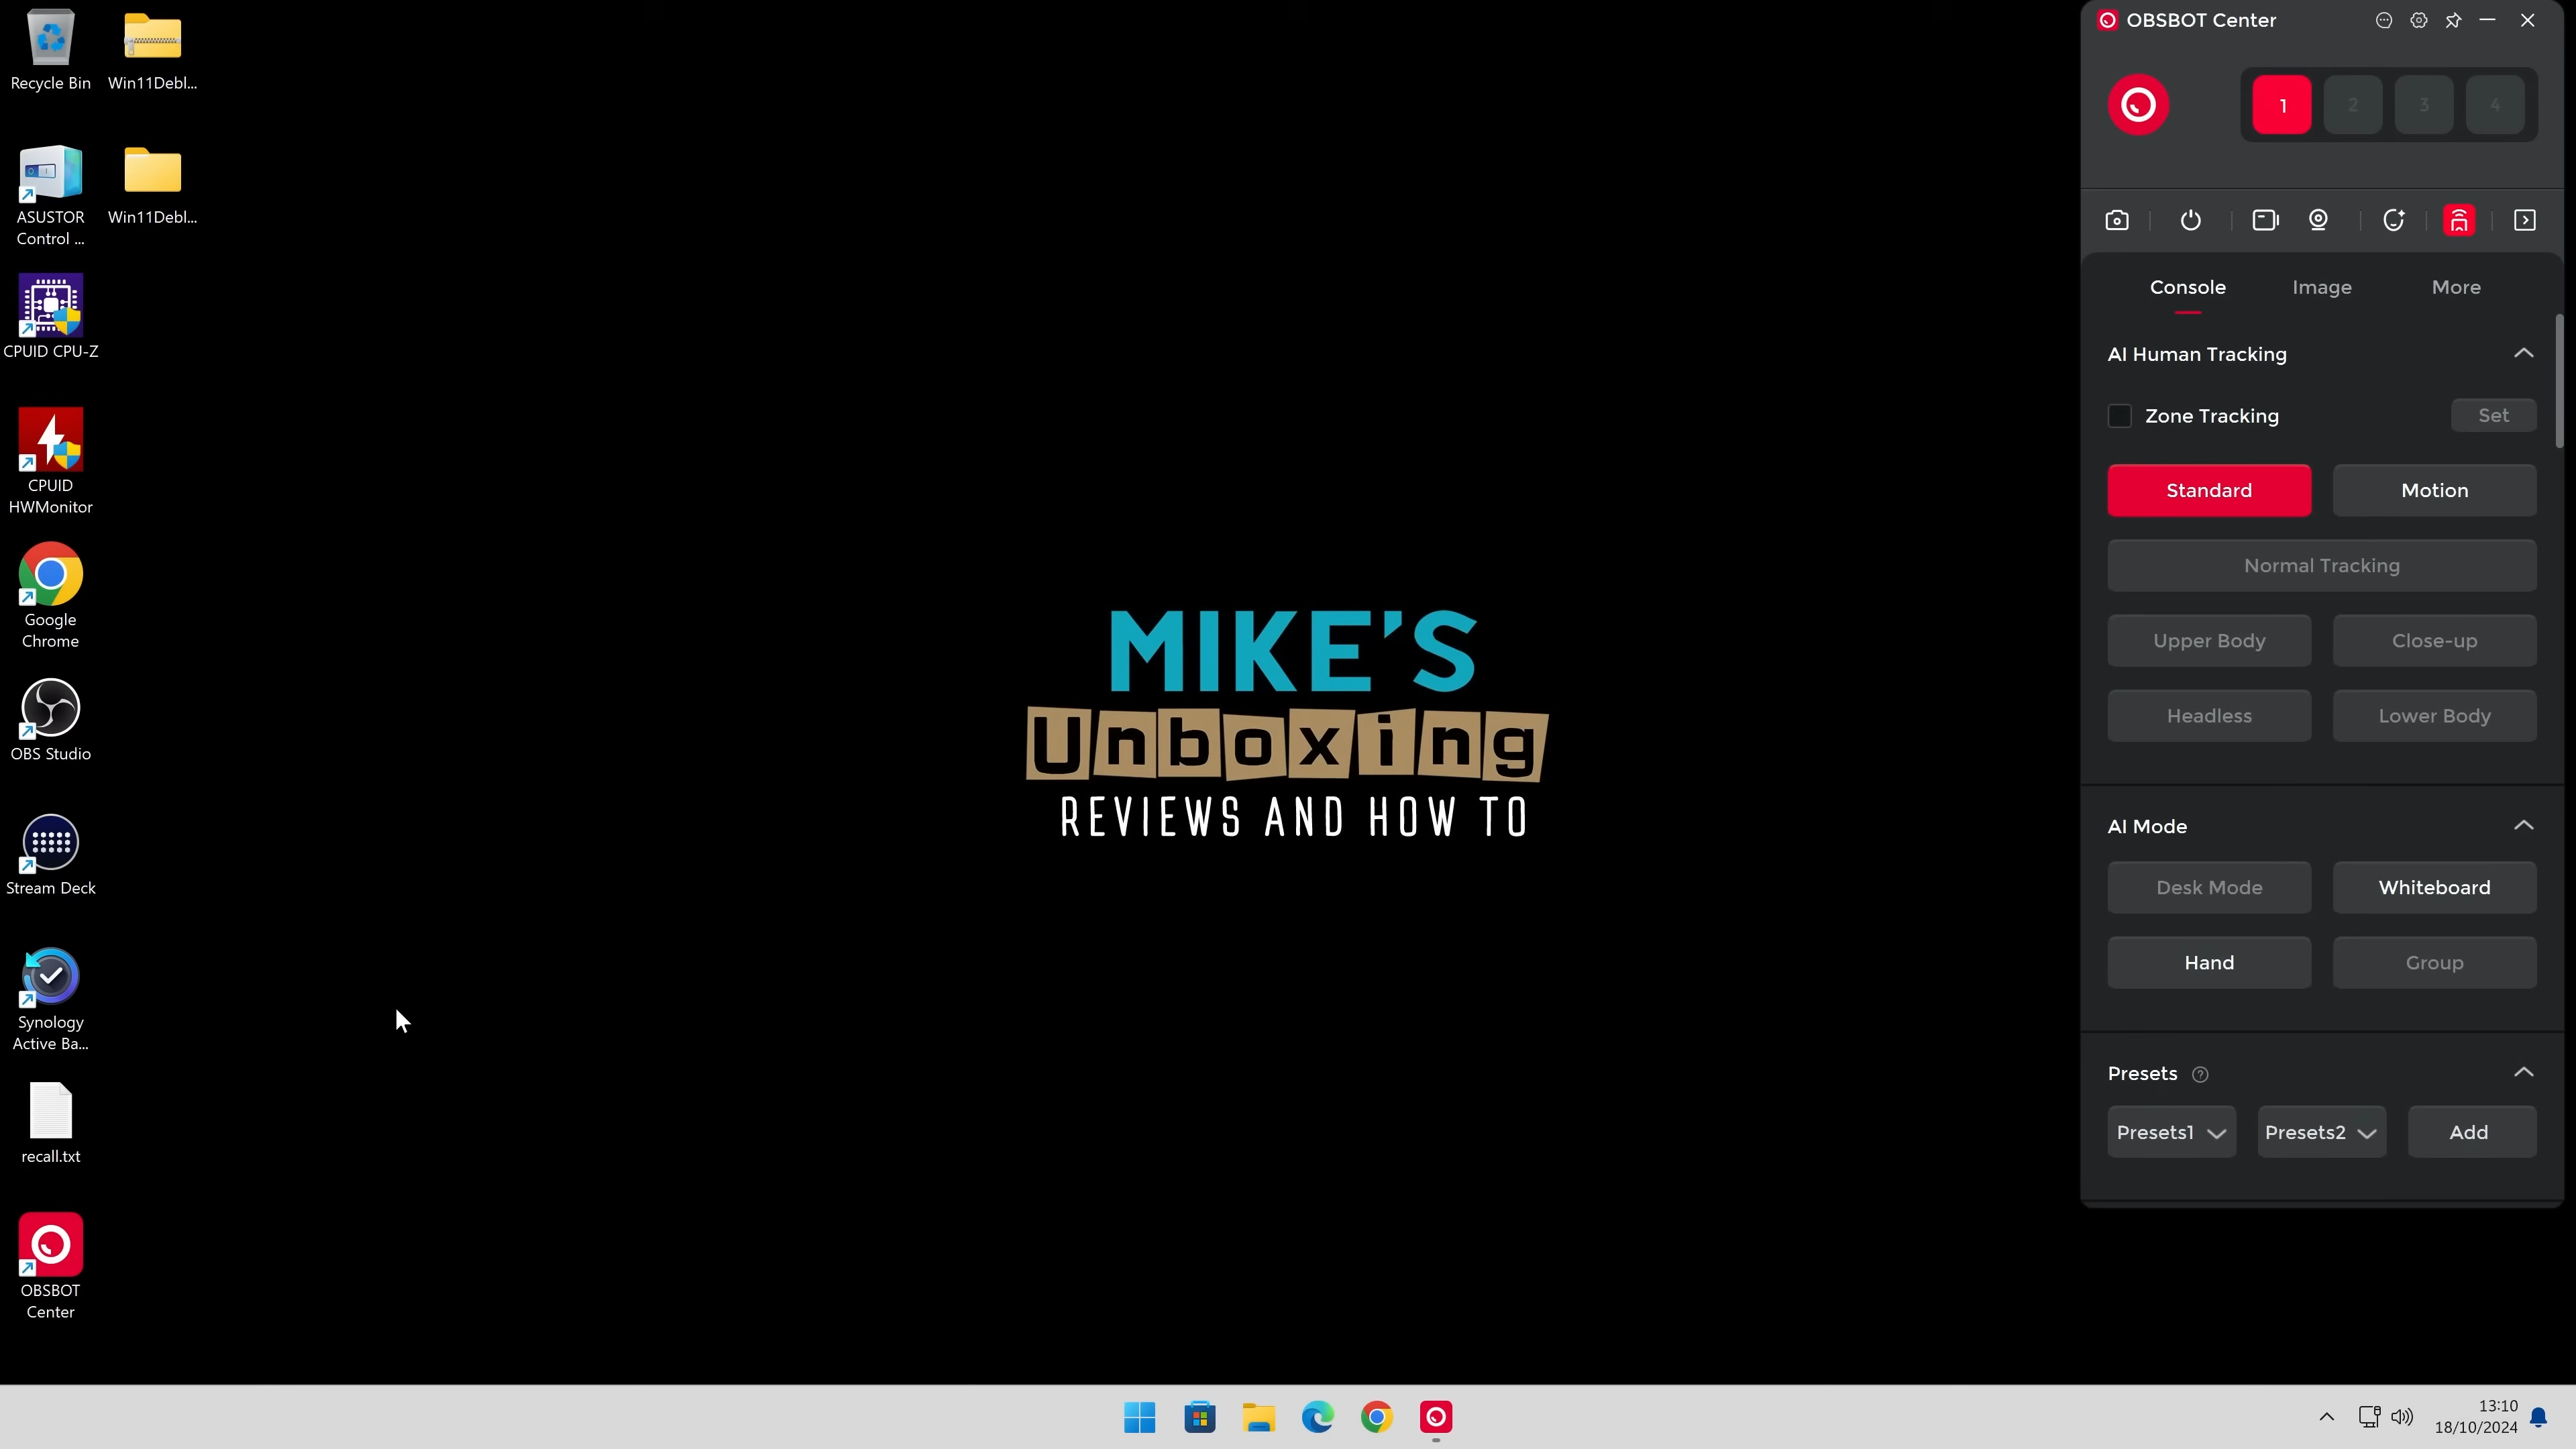 Recycle Bin
Win11Debl...
ASUSTOR
Control ...
Win11Debl...
CPUID CPU-Z
CPUID
HWMonitor
Google
Chrome
OBS Studio
Stream Deck
Synology
Active Ba...
recall.txt
OBSBOT
Center
MIKE'S
Unboxing
REVIEWS AND HOW TO
OBSBOT Center
1 2 3 4
Console Image More
AI Human Tracking
Zone Tracking Set
Standard Motion
Normal Tracking
Upper Body Close-up
Headless Lower Body
AI Mode
Desk Mode Whiteboard
Hand Group
Presets ?
Presets1 Presets2 Add
13:10
18/10/2024